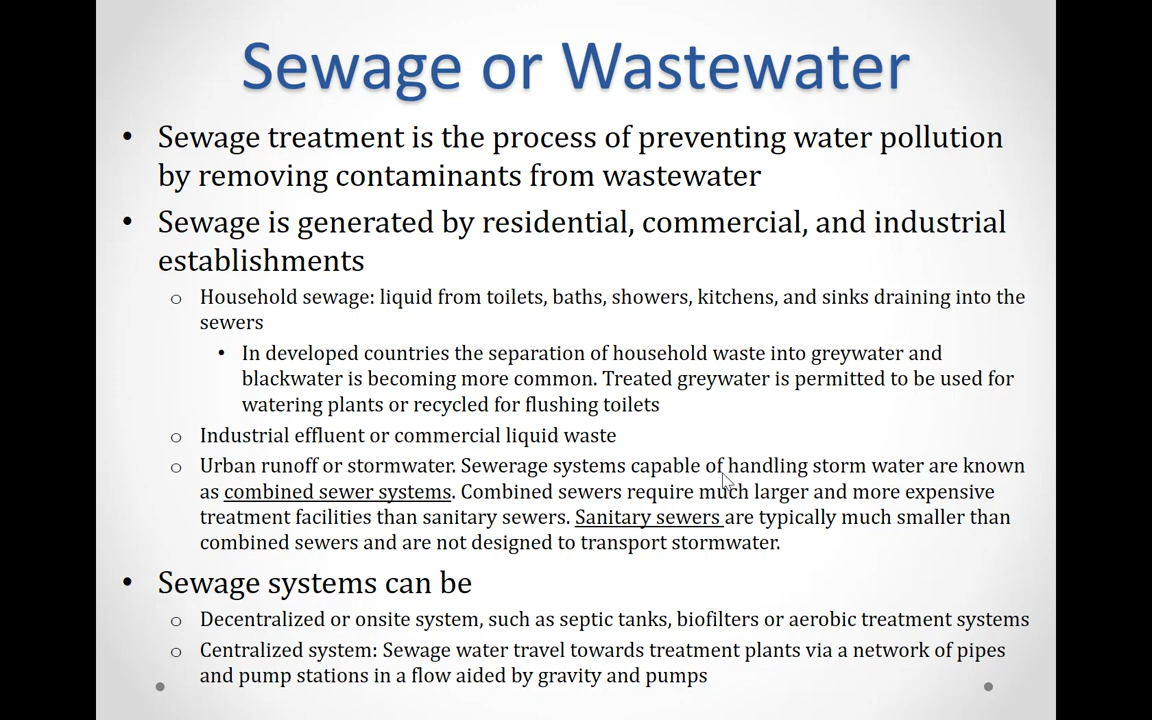 Sewage or Wastewater
• Sewage treatment is the process of preventing water pollution
by removing contaminants from wastewater
• Sewage is generated by residential, commercial, and industrial
establishments
o Household sewage: liquid from toilets, baths, showers, kitchens, and sinks draining into the
sewers
• In developed countries the separation of household waste into greywater and
blackwater is becoming more common. Treated greywater is permitted to be used for
watering plants or recycled for flushing toilets
o Industrial effluent or commercial liquid waste
o Urban runoff or stormwater. Sewerage systems capable of handling storm water are known
as combined sewer systems. Combined sewers require much larger and more expensive
treatment facilities than sanitary sewers. Sanitary sewers are typically much smaller than
combined sewers and are not designed to transport stormwater.
• Sewage systems can be
o Decentralized or onsite system, such as septic tanks, biofilters or aerobic treatment systems
o Centralized system: Sewage water travel towards treatment plants via a network of pipes
and pump stations in a flow aided by gravity and pumps